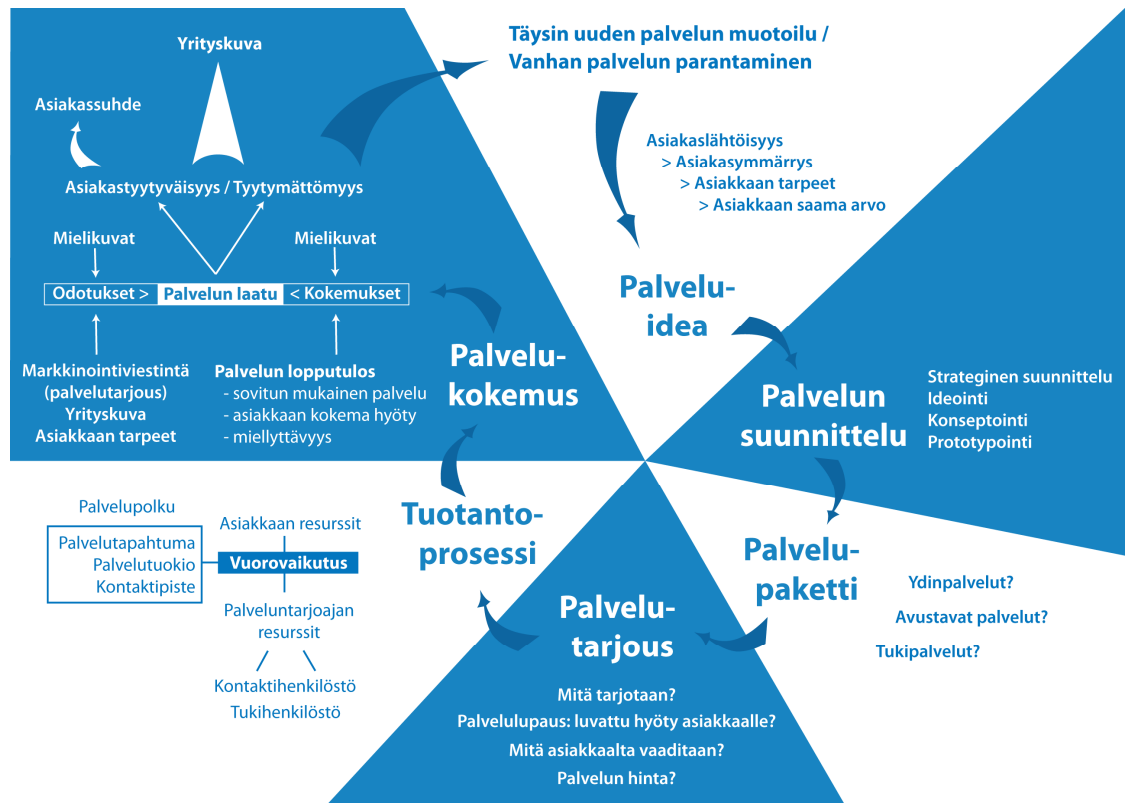 Yrityskuva
Asiakassuhde
Asiakastyytyväisyys / Tyytymättömyys
Mielikuvat
Mielikuvat
Odotukset > Palvelun laatu < Kokemukset
Markkinointiviestintä
(palvelutarjous)
Yrityskuva
Asiakkaan tarpeet
Palvelun lopputulos
- sovitun mukainen palvelu
- asiakkaan kokema hyöty
- miellyttävyys
Palvelu-
kokemus
Täysin uuden palvelun muotoilu /
Vanhan palvelun parantaminen
Asiakaslähtöisyys
> Asiakasymmärrys
> Asiakkaan tarpeet
> Asiakkaan saama arvo
Palvelu-
idea
Palvelun
suunnittelu
Strateginen suunnittelu
Ideointi
Konseptointi
Prototypointi
Palvelu-
paketti
Ydinpalvelut?
Avustavat palvelut?
Tukipalvelut?
Palvelu-
tarjous
Mitä tarjotaan?
Palvelulupaus: luvattu hyöty asiakkaalle?
Mitä asiakkaalta vaaditaan?
Palvelun hinta?
Tuotanto-
prosessi
Palvelupolku
Palvelutapahtuma
Palvelutuokio
Kontaktipiste
Asiakkaan resurssit
Vuorovaikutus
Palveluntarjoajan
resurssit
Kontaktihenkilöstö
Tukihenkilöstö